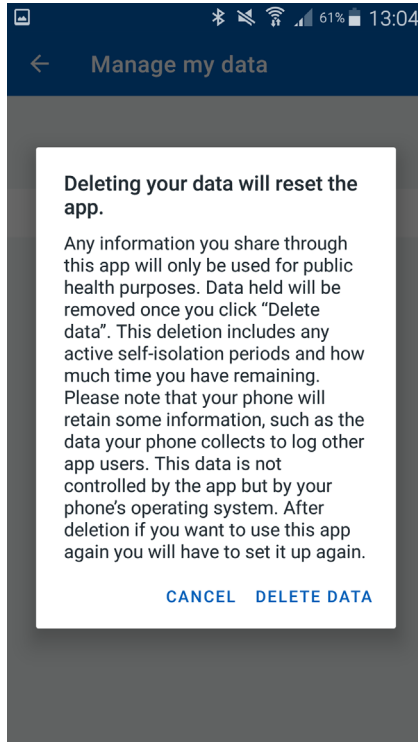 61% 13:04
Manage my data
Deleting your data will reset the
app.
Any information you share through
this app will only be used for public
health purposes. Data held will be
removed once you click “Delete
data”. This deletion includes any
active self-isolation periods and how
much time you have remaining.
Please note that your phone will
retain some information, such as the
data your phone collects to log other
app users. This data is not
controlled by the app but by your
phone’s operating system. After
deletion if you want to use this app
again you will have to set it up again.
CANCEL DELETE DATA